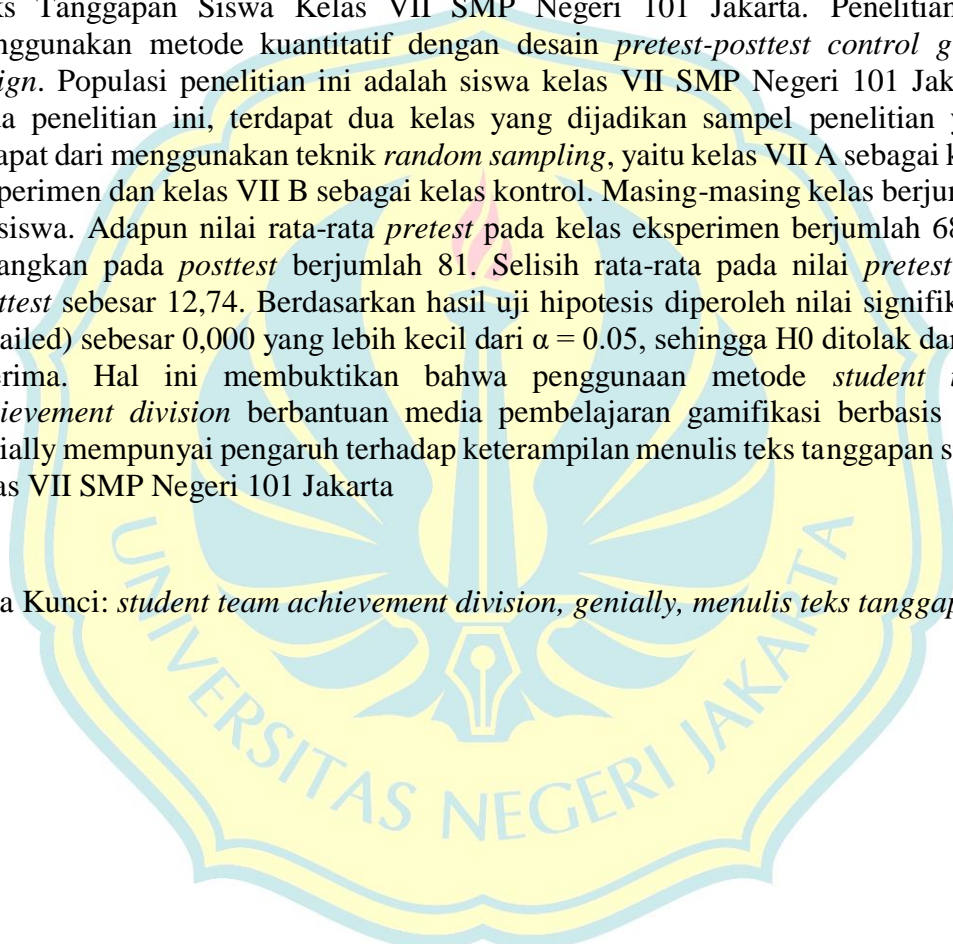 ks Tanggapan Siswa Kelas VII SMP Negeri 101 Jakarta. Penelitian
nggunakan metode kuantitatif dengan desain pretest-posttest control g
ign. Populasi penelitian ini adalah siswa kelas VII SMP Negeri 101 Jak
a penelitian ini, terdapat dua kelas yang dijadikan sampel penelitian y
apat dari menggunakan teknik random sampling, yaitu kelas VII A sebagai k
perimen dan kelas VII B sebagai kelas kontrol. Masing-masing kelas berjum
siswa. Adapun nilai rata-rata pretest pada kelas eksperimen berjumlah 68
angkan pada posttest berjumlah 81. Selisih rata-rata pada nilai pretest
ttest sebesar 12,74. Berdasarkan hasil uji hipotesis diperoleh nilai signifik
ailed) sebesar 0,000 yang lebih kecil dari α = 0.05, sehingga H0 ditolak dan
erima. Hal ini membuktikan bahwa penggunaan metode student t
ievement division berbantuan media pembelajaran gamifikasi berbasis
ially mempunyai pengaruh terhadap keterampilan menulis teks tanggapan s
as VII SMP Negeri 101 Jakarta
a Kunci: student team achievement division, genially, menulis teks tanggap
UNIVERSITAS NEGERI JAKARTA